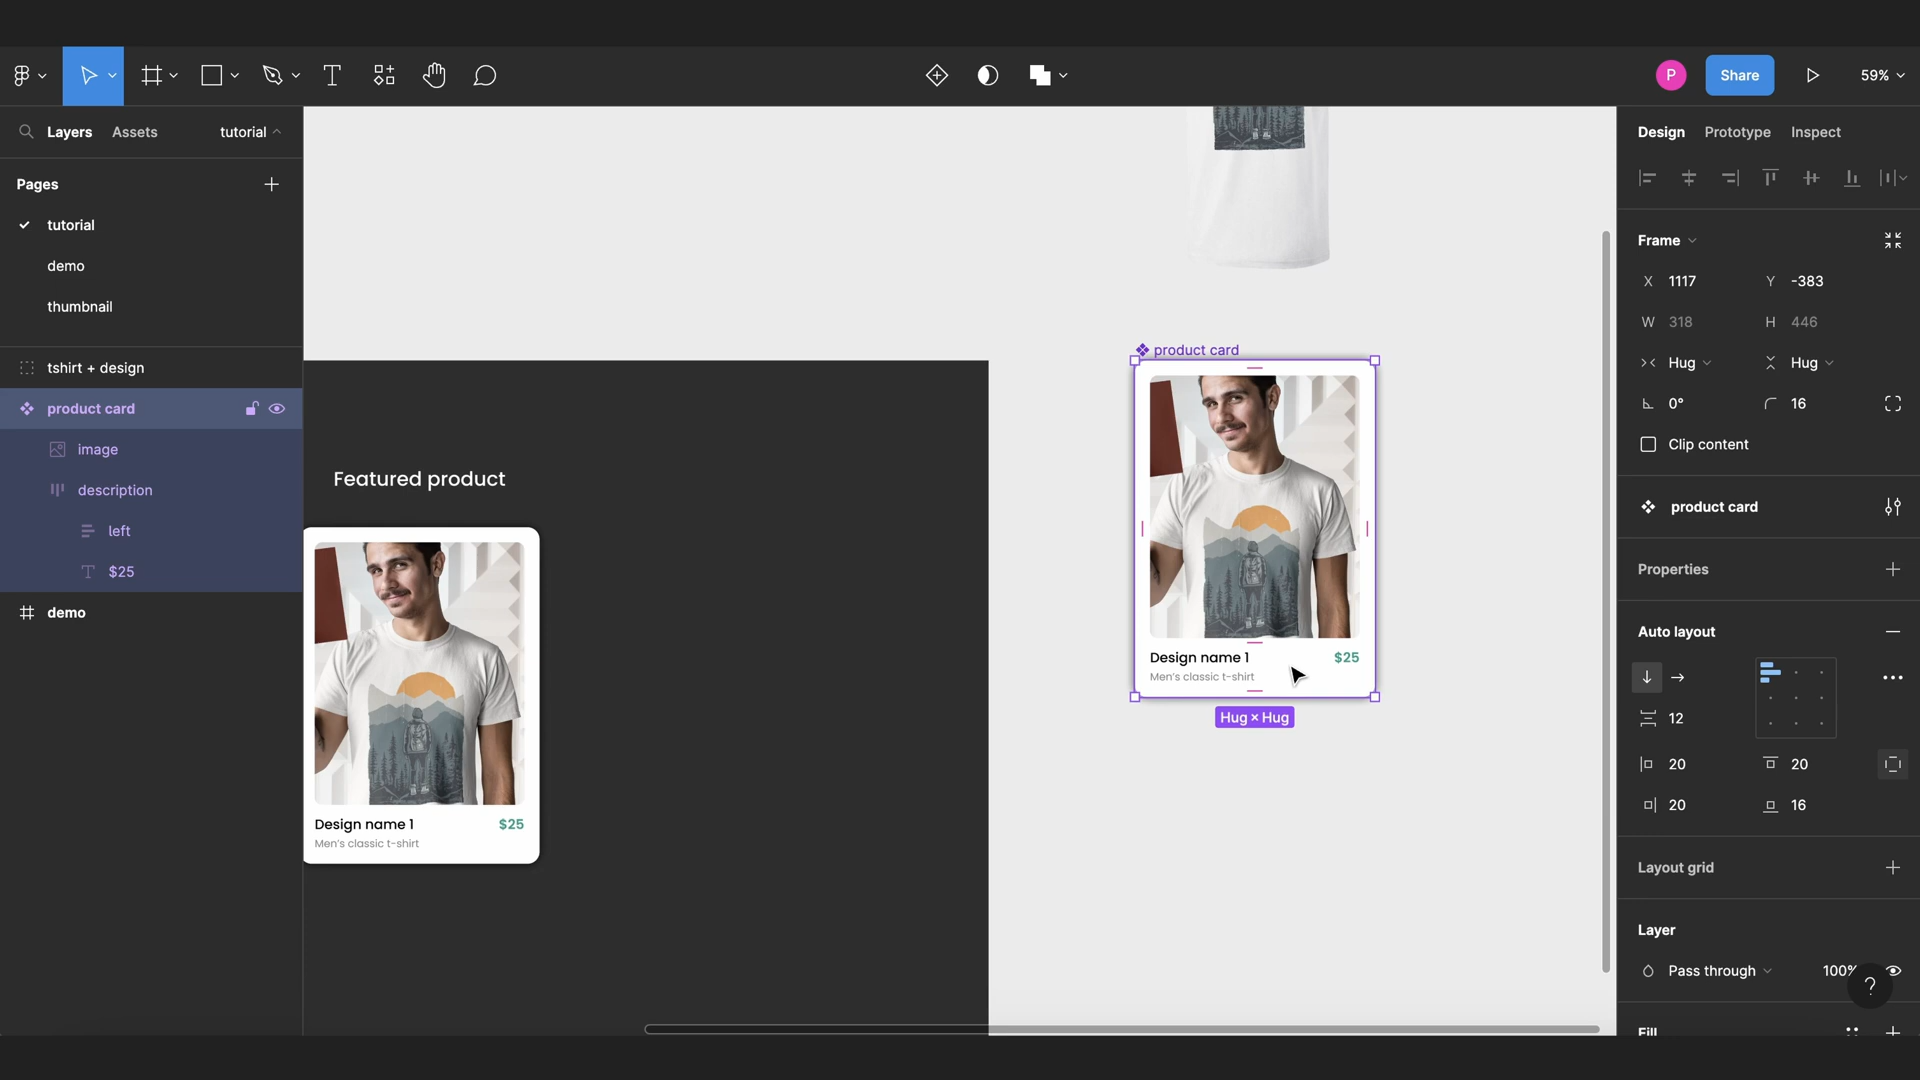 P
Share
59%
Layers
Assets
tutorial
Pages
tutorial
demo
thumbnail
tshirt + design
product card
image
description
left
$25
demo
Featured product
Design name 1
$25
Men's classic t-shirt
product card
Design name 1
$25
Men's classic t-shirt
Hug × Hug
Design
Prototype
Inspect
Frame
X 1117
Y -383
W 318
H 446
Hug
Hug
0°
16
Clip content
product card
Properties
Auto layout
12
20
20
20
16
Layout grid
Layer
Pass through
100%
?
Fill